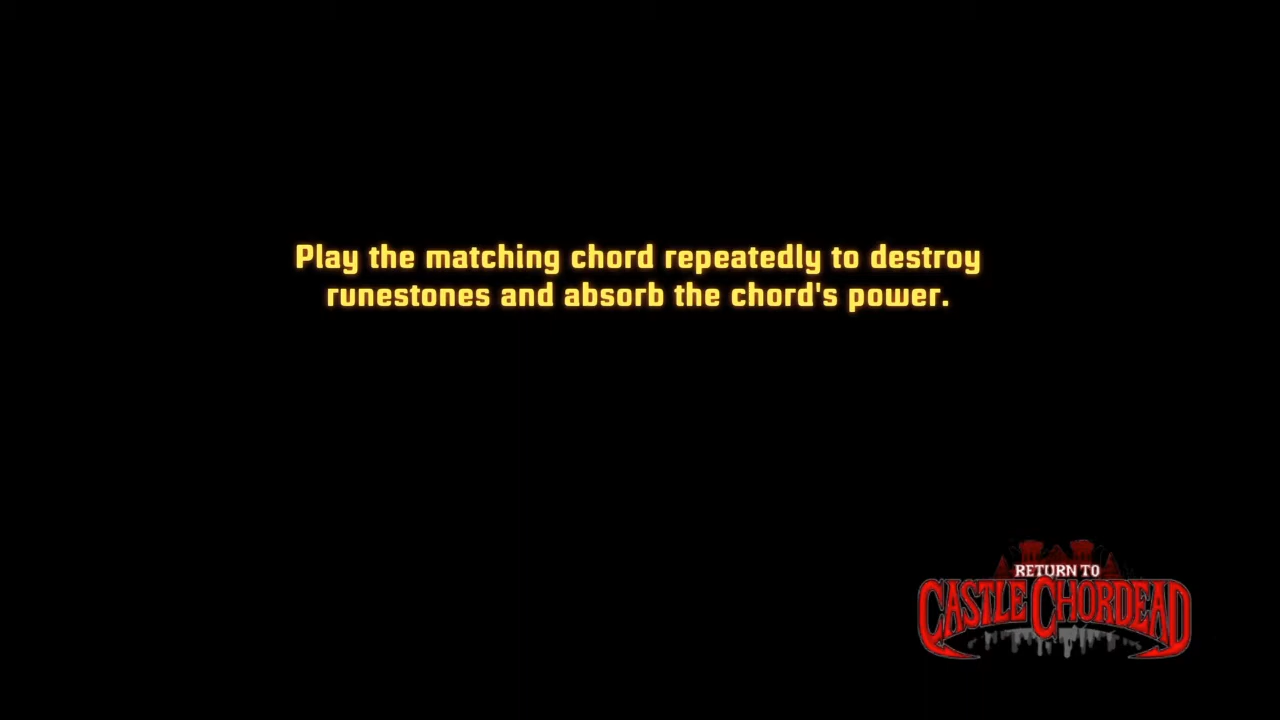 Play the matching chord repeatedly to destroy
runestones and absorb the chord's power.
RETURN TO
CASTLE CHORDEAD